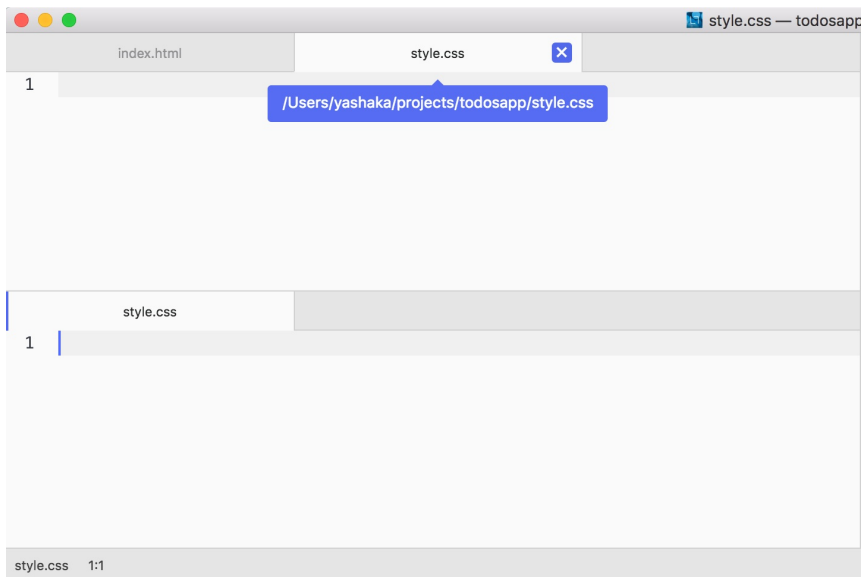 style.css — todosapp
index.html style.css
1
/Users/yashaka/projects/todosapp/style.css
style.css
1
style.css 1:1